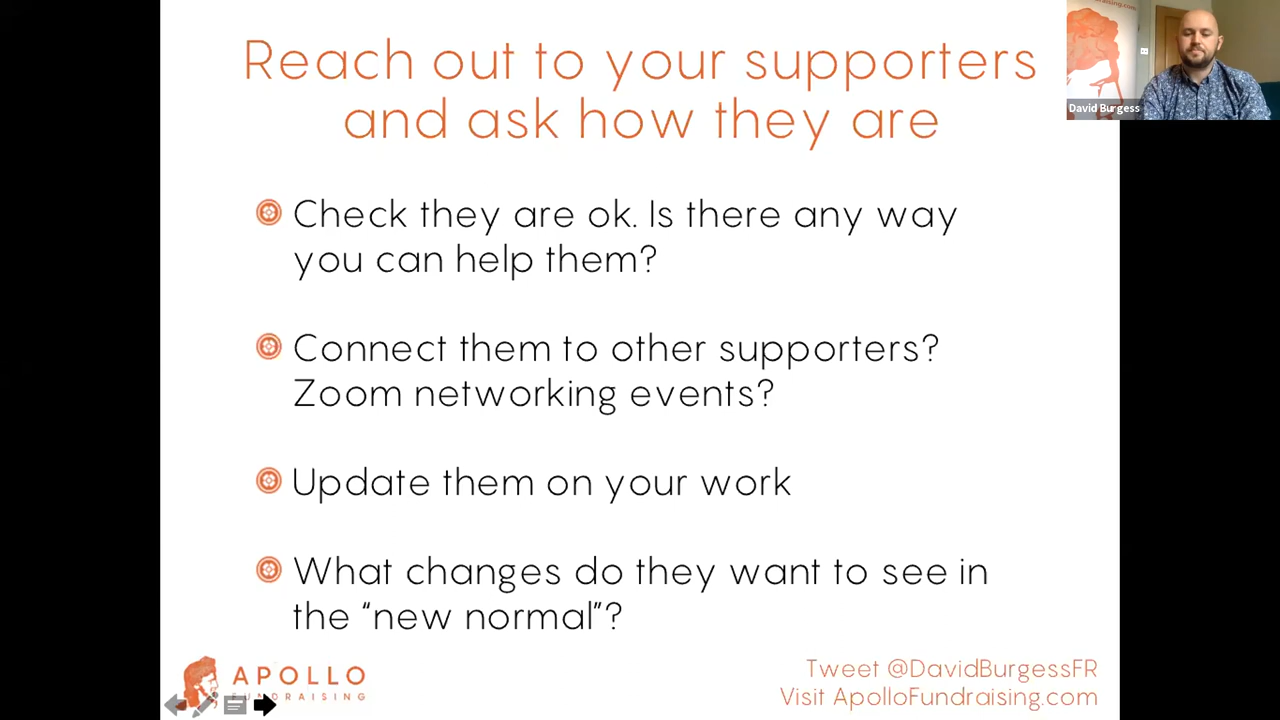 Reach out to your supporters
and ask how they are
Check they are ok. Is there any way
you can help them?
Connect them to other supporters?
Zoom networking events?
Update them on your work
What changes do they want to see in
the “new normal”?
APOLLO
FUNDRAISING
Tweet @DavidBurgessFR
Visit ApolloFundraising.com
raising.com
David Burgess